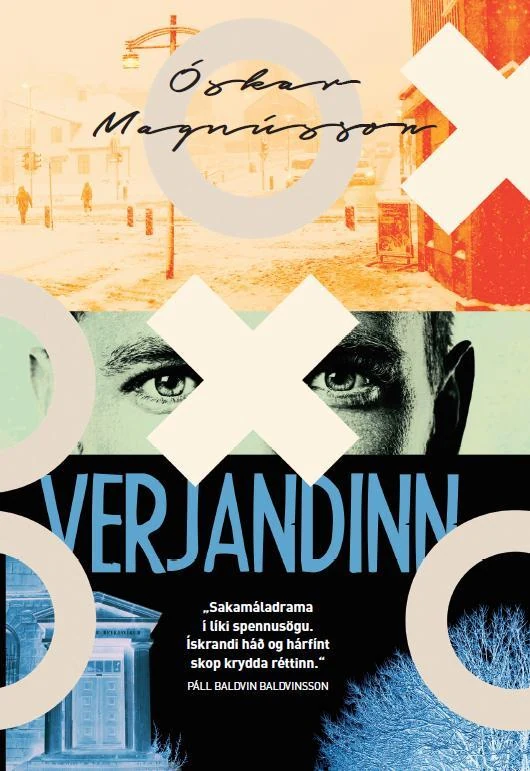 Óskar
Magnússon
VERJANDINN
„Sakamáladrama
í líki spennusögu.
Ískrandi háð og hárfínt
skop krydda réttinn.“
PÁLL BALDVIN BALDVINSSON